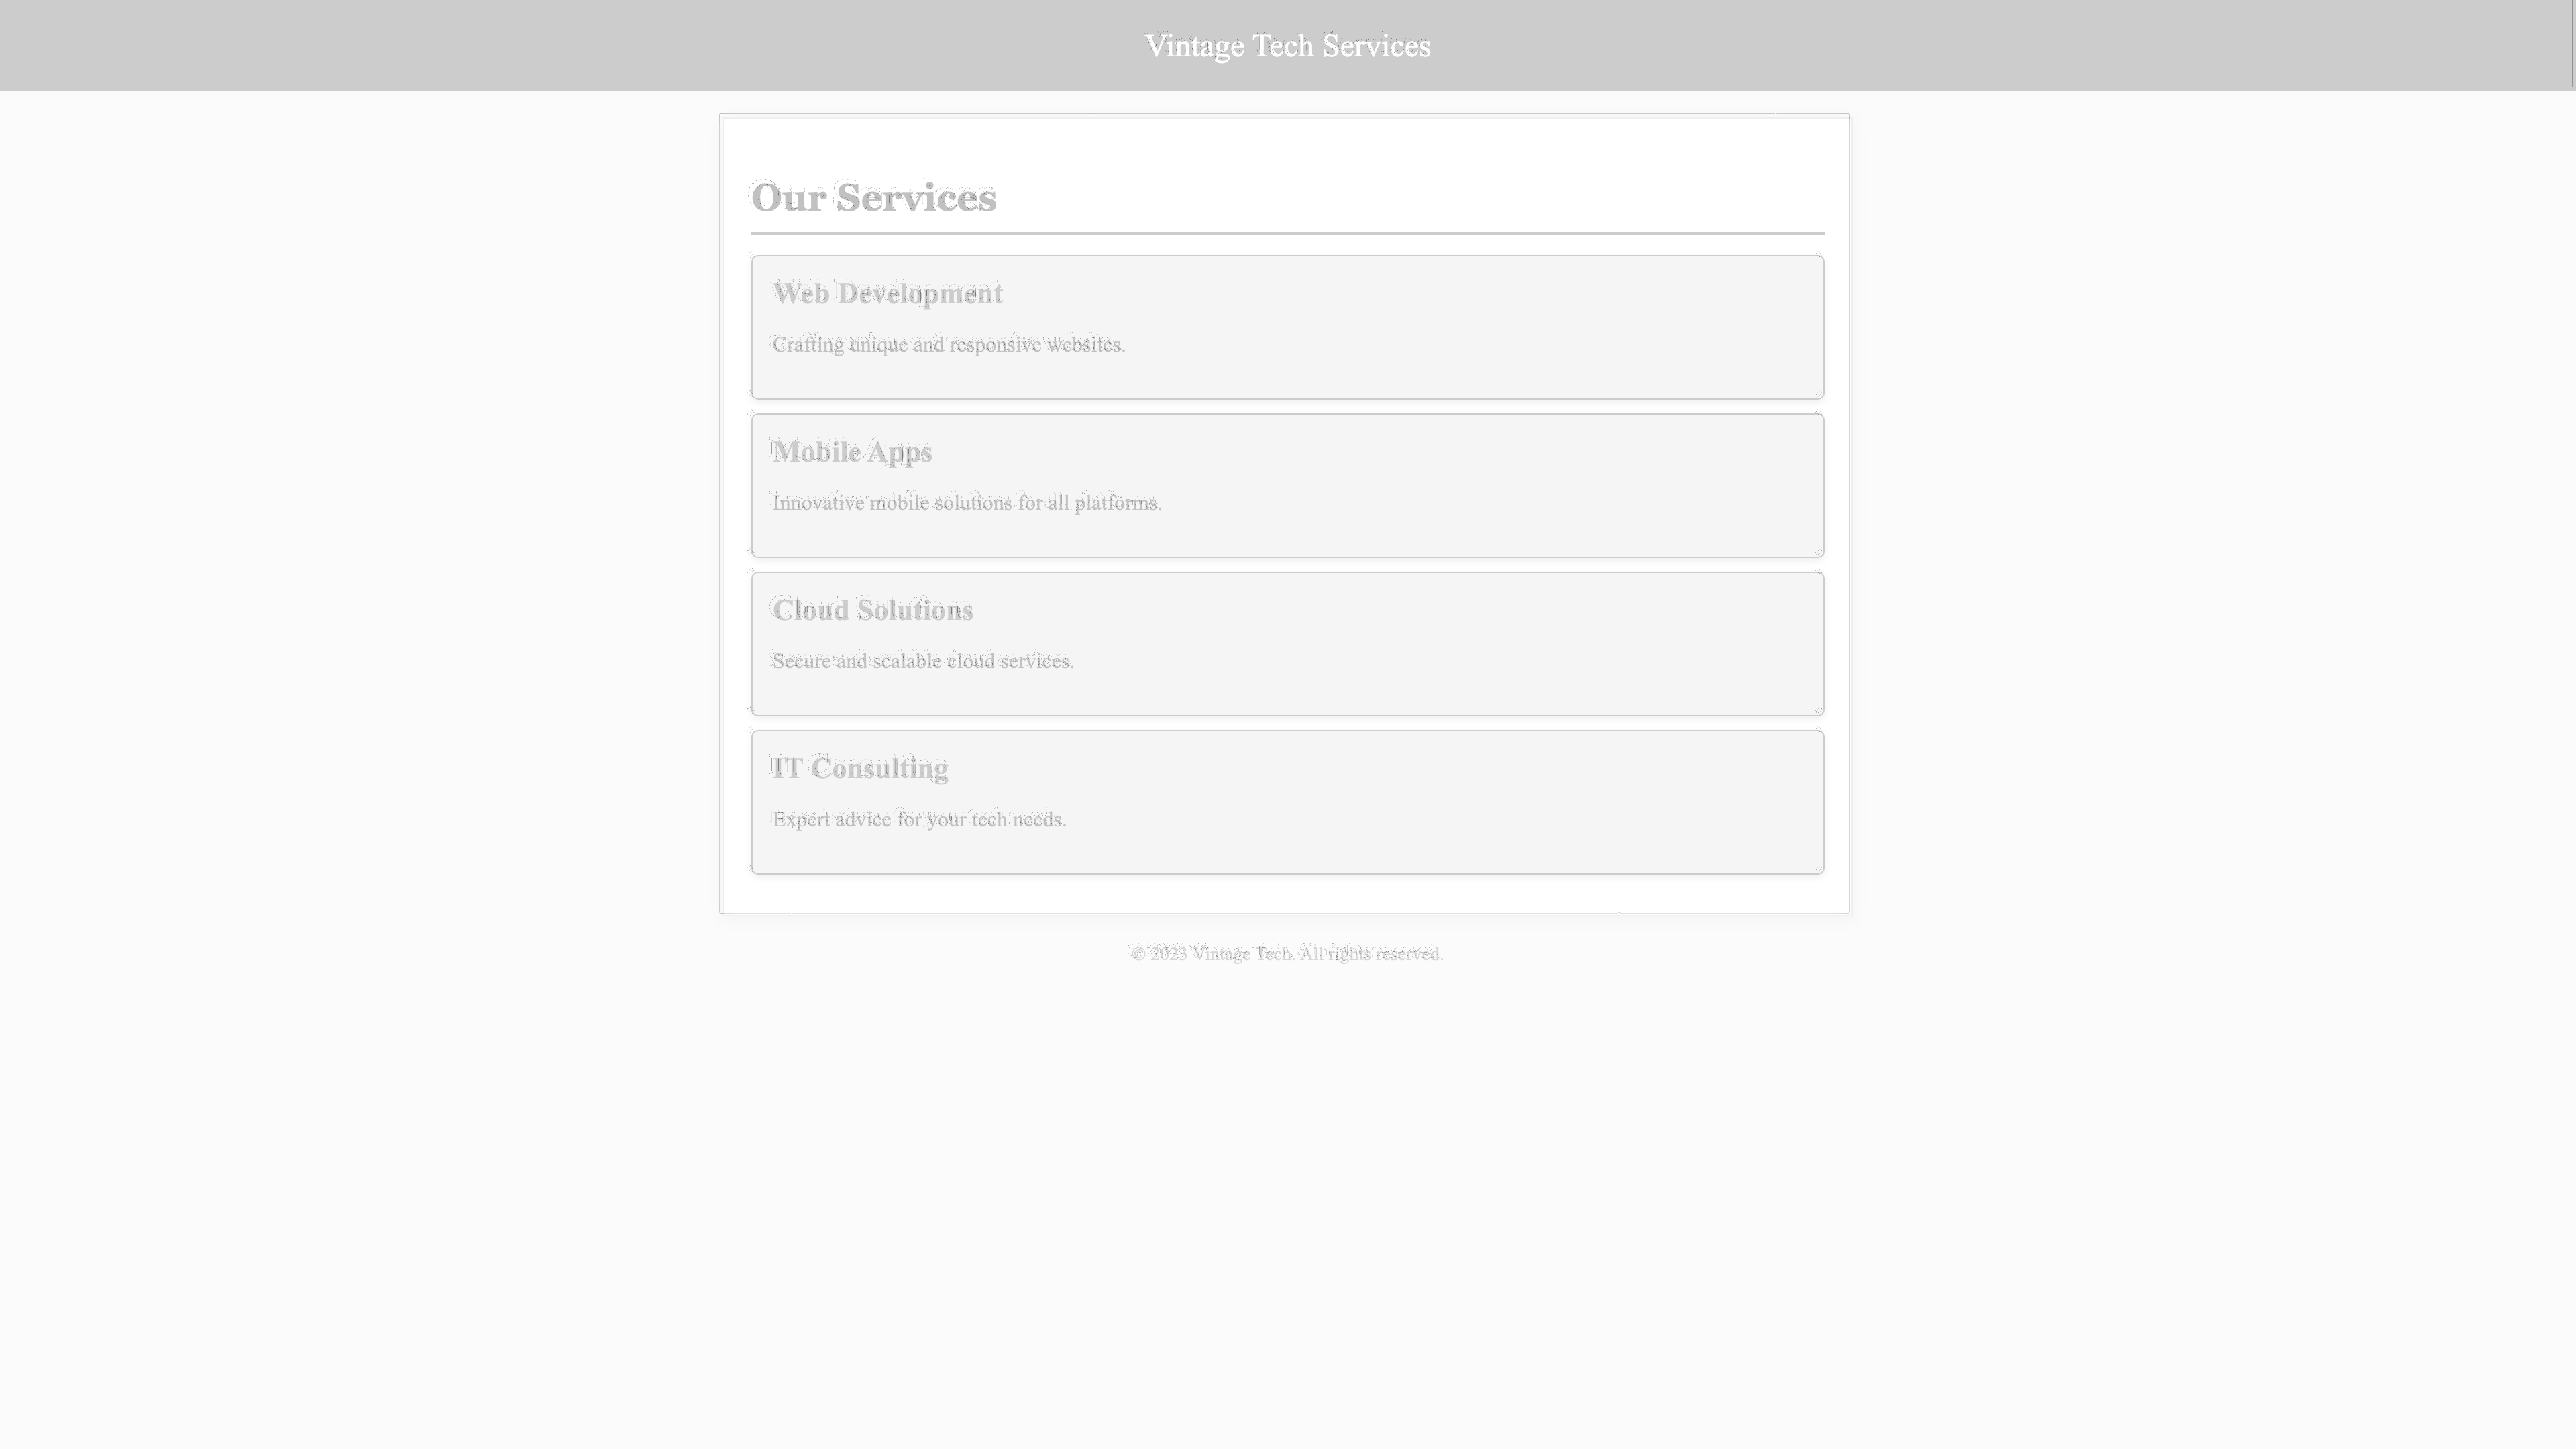 Vintage Tech Services
Our Services
Web Development
Crafting unique and responsive websites.
Mobile Apps
Innovative mobile solutions for all platforms.
Cloud Solutions
Secure and scalable cloud services.
IT Consulting
Expert advice for your tech needs.
© 2023 Vintage Tech. All rights reserved.